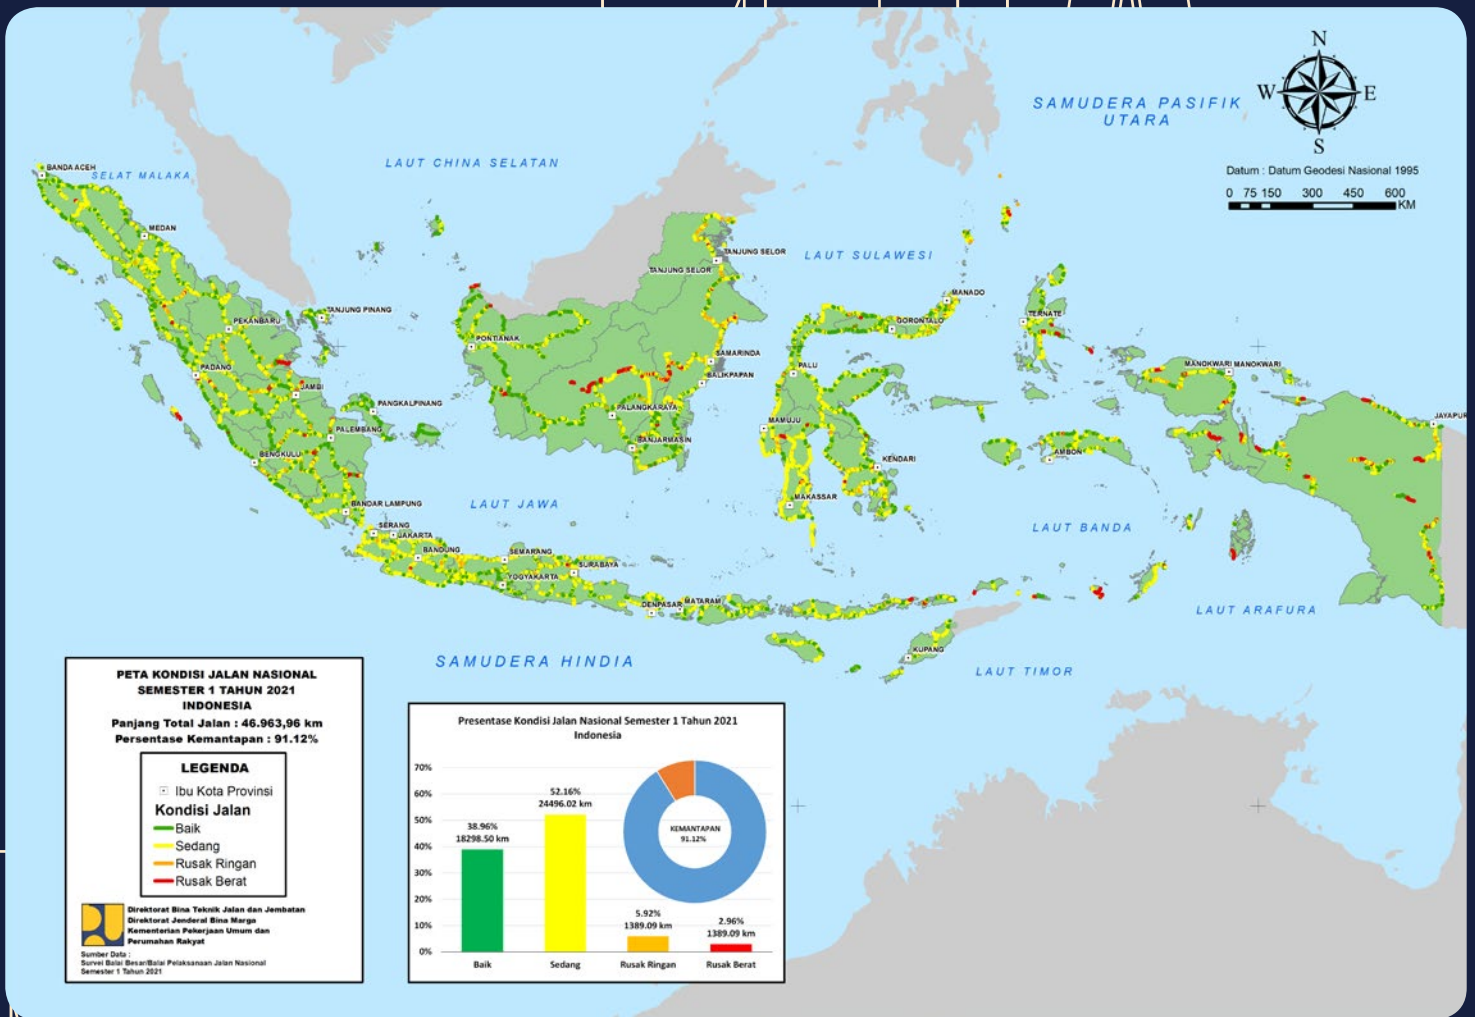 N
W E
S
Datum : Datum Geodesi Nasional 1995
0 75 150 300 450 600
KM
SAMUDERA PASIFIK
UTARA
LAUT CHINA SELATAN
SELAT MALAKA
LAUT SULAWESI
LAUT JAWA
LAUT BANDA
LAUT ARAFURA
LAUT TIMOR
SAMUDERA HINDIA
BANDA ACEH
MEDAN
TANJUNG PINANG
PEKANBARU
PADANG
JAMBI
PANGKALPINANG
PALEMBANG
BENGKULU
BANDAR LAMPUNG
SERANG
JAKARTA
BANDUNG
SEMARANG
YOGYAKARTA
SURABAYA
DENPASAR
MATARAM
KUPANG
PONTIANAK
PALANGKARAYA
BANJARMASIN
SAMARINDA
BALIKPAPAN
TANJUNG SELOR
TANJUNG SELOR
MANADO
GORONTALO
PALU
MAMUJU
MAKASSAR
KENDARI
TERNATE
AMBON
MANOKWARI MANOKWARI
JAYAPUR
PETA KONDISI JALAN NASIONAL
SEMESTER 1 TAHUN 2021
INDONESIA
Panjang Total Jalan : 46.963,96 km
Persentase Kemantapan : 91.12%
LEGENDA
Ibu Kota Provinsi
Kondisi Jalan
Baik
Sedang
Rusak Ringan
Rusak Berat
Direktorat Bina Teknik Jalan dan Jembatan
Direktorat Jenderal Bina Marga
Kementerian Pekerjaan Umum dan
Perumahan Rakyat
Sumber Data :
Survei Balai Besar/Balai Pelaksanaan Jalan Nasional
Semester 1 Tahun 2021
Presentase Kondisi Jalan Nasional Semester 1 Tahun 2021
Indonesia
70%
60%
50%
40%
30%
20%
10%
0%
38.96%
18298.50 km
52.16%
24496.02 km
5.92%
1389.09 km
2.96%
1389.09 km
KEMANTAPAN
91.12%
Baik Sedang Rusak Ringan Rusak Berat